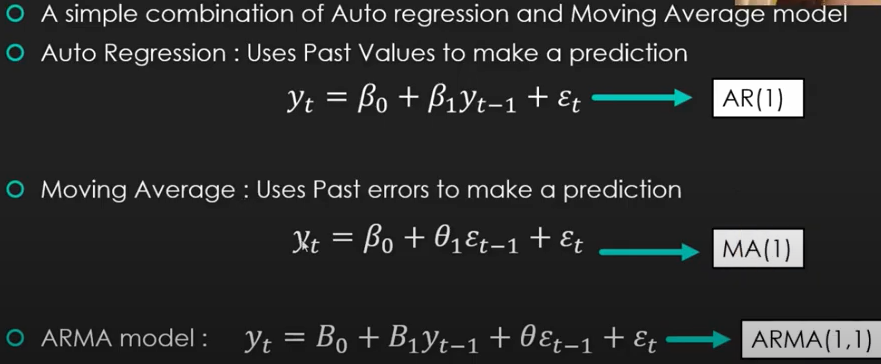 A simple combination of Auto regression and Moving Average model
Auto Regression : Uses Past Values to make a prediction
yₜ = β₀ + β₁yₜ₋₁ + εₜ AR(1)
Moving Average : Uses Past errors to make a prediction
yₜ = β₀ + θ₁εₜ₋₁ + εₜ MA(1)
ARMA model : yₜ = B₀ + B₁yₜ₋₁ + θεₜ₋₁ + εₜ ARMA(1,1)